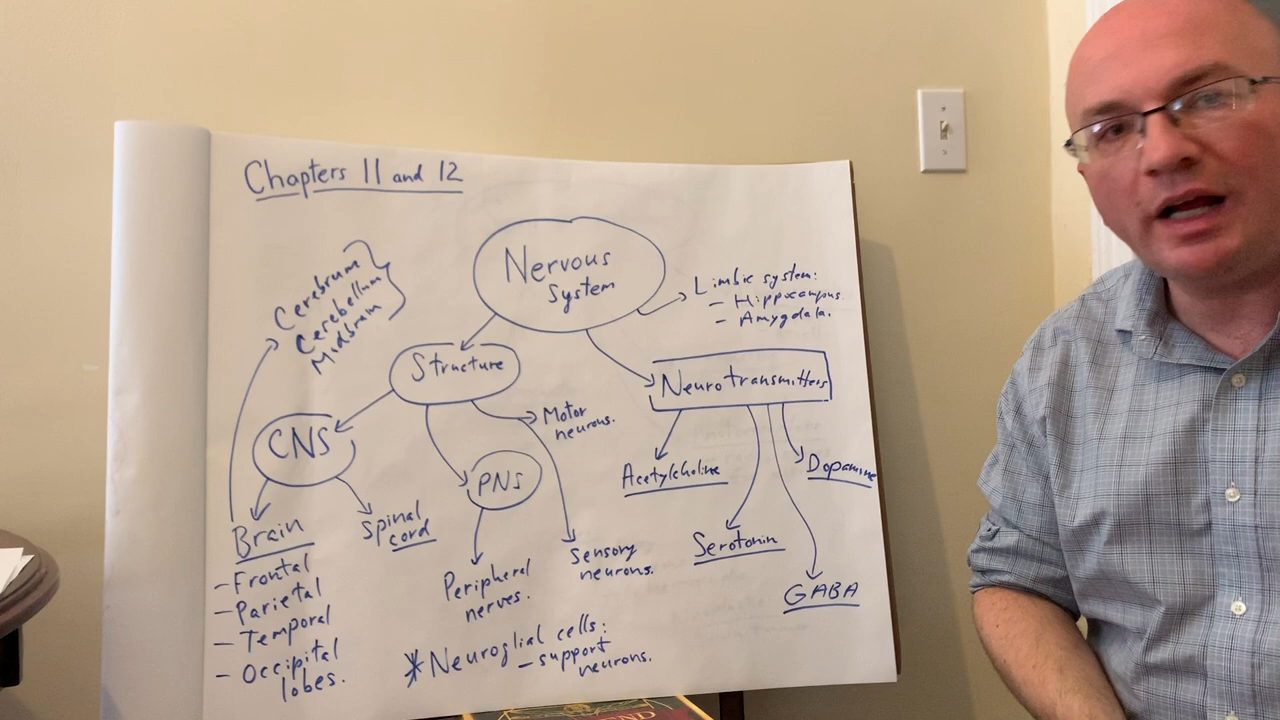 Chapters 11 and 12
Nervous
System
Limbic system:
- Hippocampus.
- Amygdala.
Cerebrum
Cerebellum
Midbrain
Structure
Neurotransmitters
Motor
neurons.
CNS
PNS
Acetylcholine
Dopamine
Serotonin
GABA
Brain
- Frontal
- Parietal
- Temporal
- Occipital
lobes.
Spinal
cord
Peripheral
nerves.
Sensory
neurons.
* Neuroglial cells:
- support
neurons.